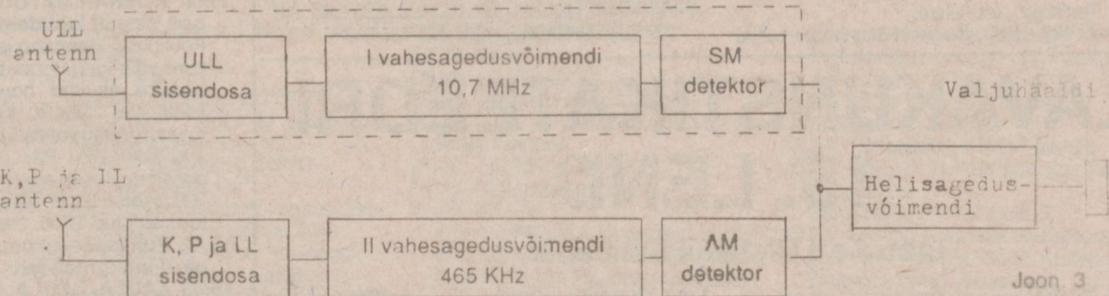 ULL
antenn
ULL
sisendosa
I vahesagedusvõimendi
10,7 MHz
SM
detektor
Valjuhääldi
K,P ja LL
antenn
K, P ja LL
sisendosa
II vahesagedusvõimendi
465 KHz
AM
detektor
Helisagedus-
võimendi
Joon 3